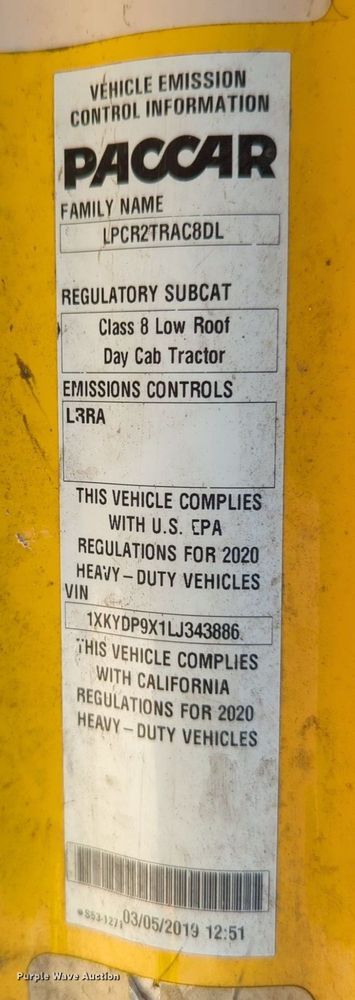 VEHICLE EMISSION
CONTROL INFORMATION
PACCAR
FAMILY NAME
LPCR2TRAC8DL
REGULATORY SUBCAT
Class 8 Low Roof
Day Cab Tractor
EMISSIONS CONTROLS
LRRA
THIS VEHICLE COMPLIES
WITH U.S. EPA
REGULATIONS FOR 2020
HEAVY-DUTY VEHICLES
VIN
1XKYDP9X1LJ343886
THIS VEHICLE COMPLIES
WITH CALIFORNIA
REGULATIONS FOR 2020
HEAVY-DUTY VEHICLES
03/05/2019 12:51
Purple Wave Auction